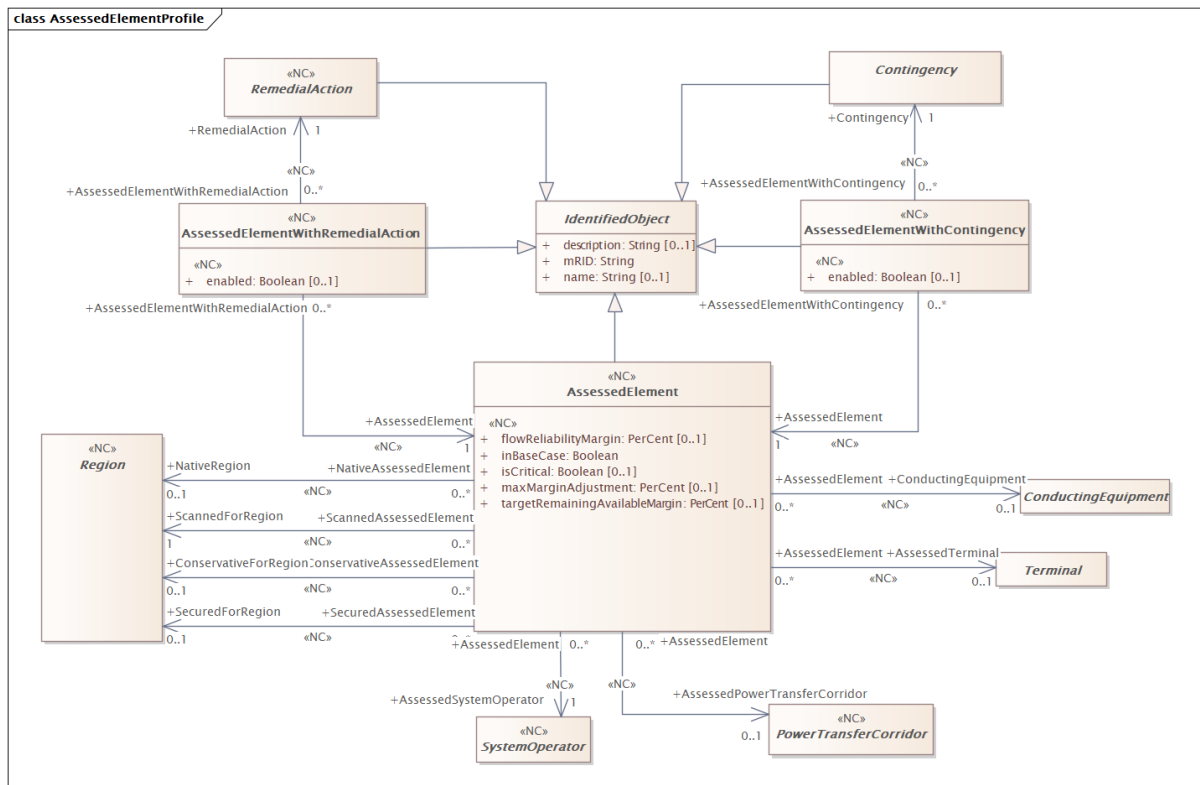 class AssessedElementProfile
«NC»
RemedialAction
Contingency
+RemedialAction 1
+Contingency 1
«NC»
«NC»
+AssessedElementWithRemedialAction 0..*
+AssessedElementWithContingency 0..*
«NC»
AssessedElementWithRemedialAction
«NC»
+ enabled: Boolean [0..1]
IdentifiedObject
+ description: String [0..1]
+ mRID: String
+ name: String [0..1]
«NC»
AssessedElementWithContingency
«NC»
+ enabled: Boolean [0..1]
+AssessedElementWithRemedialAction 0..*
+AssessedElementWithContingency 0..*
«NC»
AssessedElement
«NC»
+ flowReliabilityMargin: PerCent [0..1]
+ inBaseCase: Boolean
+ isCritical: Boolean [0..1]
+ maxMarginAdjustment: PerCent [0..1]
+ targetRemainingAvailableMargin: PerCent [0..1]
+AssessedElement
«NC» 1
+AssessedElement
1 «NC»
«NC»
Region
+NativeRegion +NativeAssessedElement
0..1 «NC» 0..*
+ScannedForRegion +ScannedAssessedElement
1 «NC» 0..*
+ConservativeForRegion ConservativeAssessedElement
0..1 «NC» 0..*
+SecuredForRegion +SecuredAssessedElement
0..1 «NC» 0..*
+AssessedElement +ConductingEquipment
0..* «NC» 0..1
ConductingEquipment
+AssessedElement +AssessedTerminal
0..* «NC» 0..1
Terminal
+AssessedElement 0..*
0..* +AssessedElement
«NC»
«NC»
+AssessedSystemOperator 1
+AssessedPowerTransferCorridor
0..1
«NC»
SystemOperator
«NC»
PowerTransferCorridor